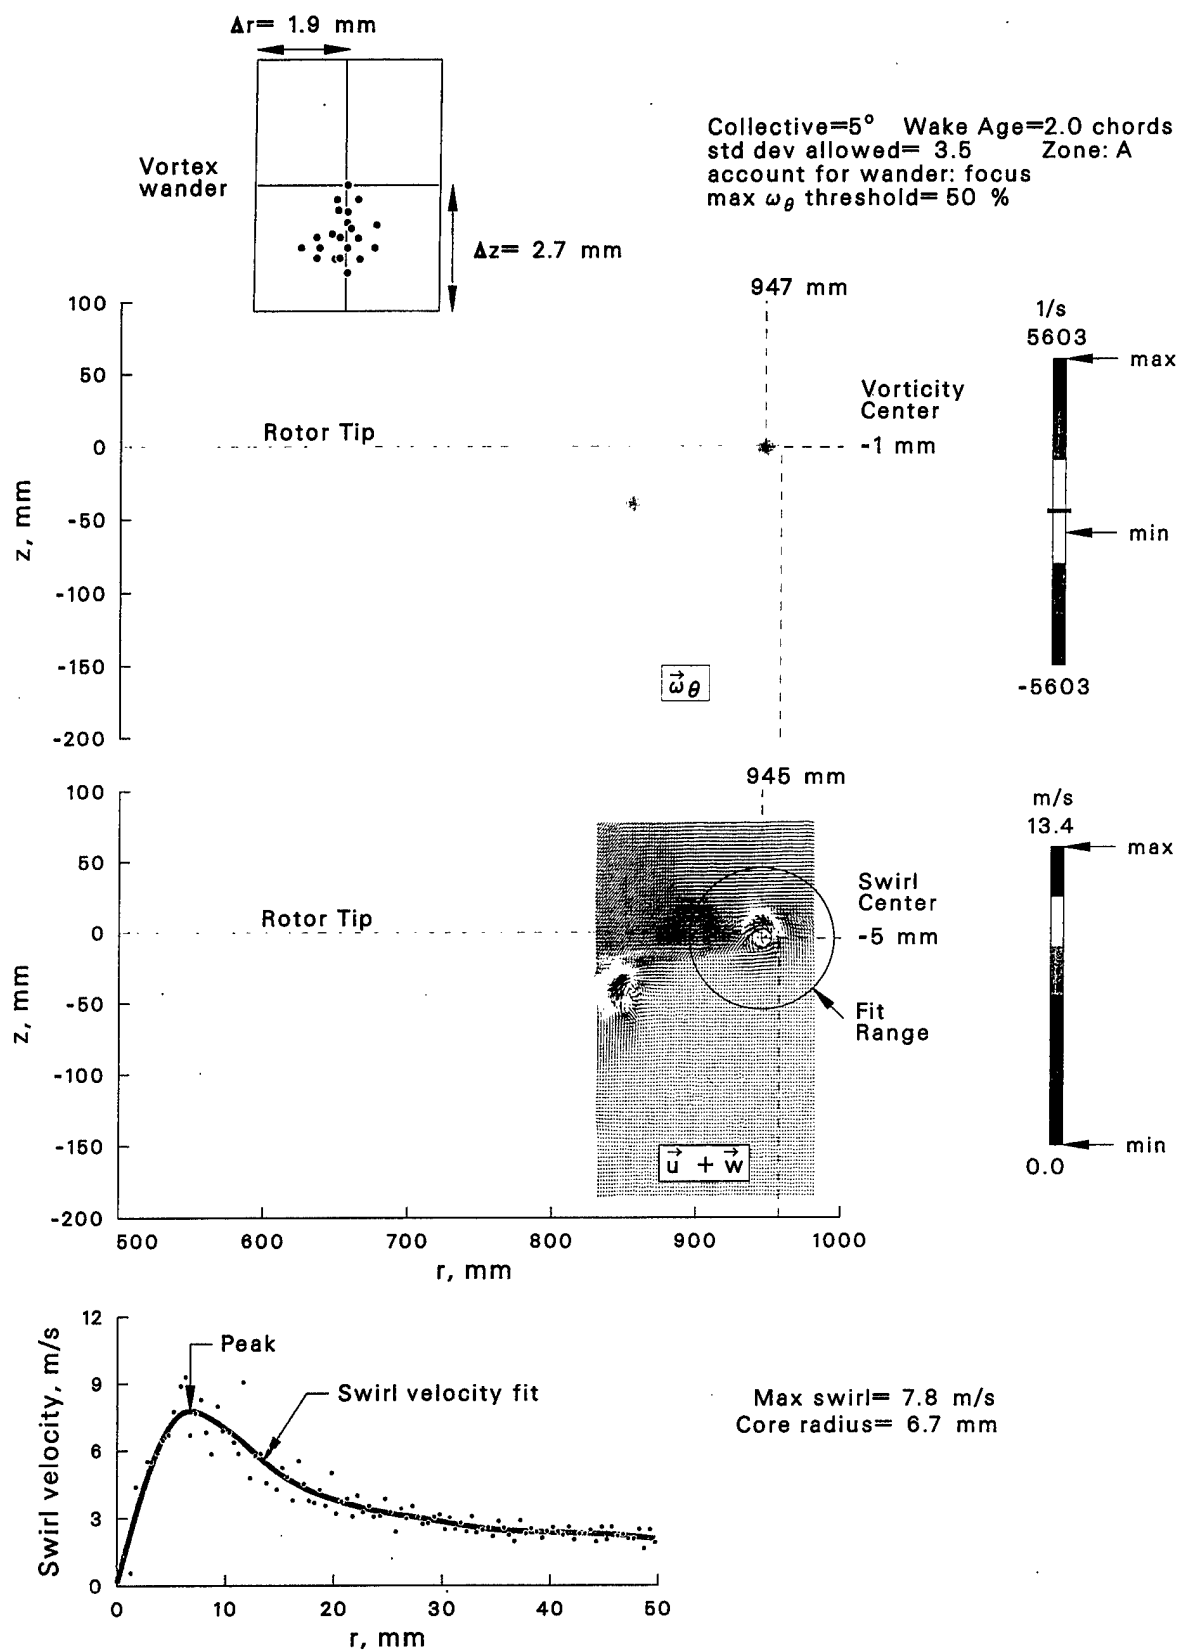 Δr= 1.9 mm
Vortex
wander
Δz= 2.7 mm
Collective=5° Wake Age=2.0 chords
std dev allowed= 3.5 Zone: A
account for wander: focus
max ω_θ threshold= 50 %
947 mm
100
50
0
-50
-100
-150
-200
z, mm
Rotor Tip
Vorticity
Center
-1 mm
ω⃗_θ
1/s
5603
max
min
-5603
945 mm
100
50
0
-50
-100
-150
-200
z, mm
Rotor Tip
Swirl
Center
-5 mm
Fit
Range
u⃗ + w⃗
m/s
13.4
max
min
0.0
500 600 700 800 900 1000
r, mm
12
9
6
3
0
Swirl velocity, m/s
Peak
Swirl velocity fit
Max swirl= 7.8 m/s
Core radius= 6.7 mm
0 10 20 30 40 50
r, mm